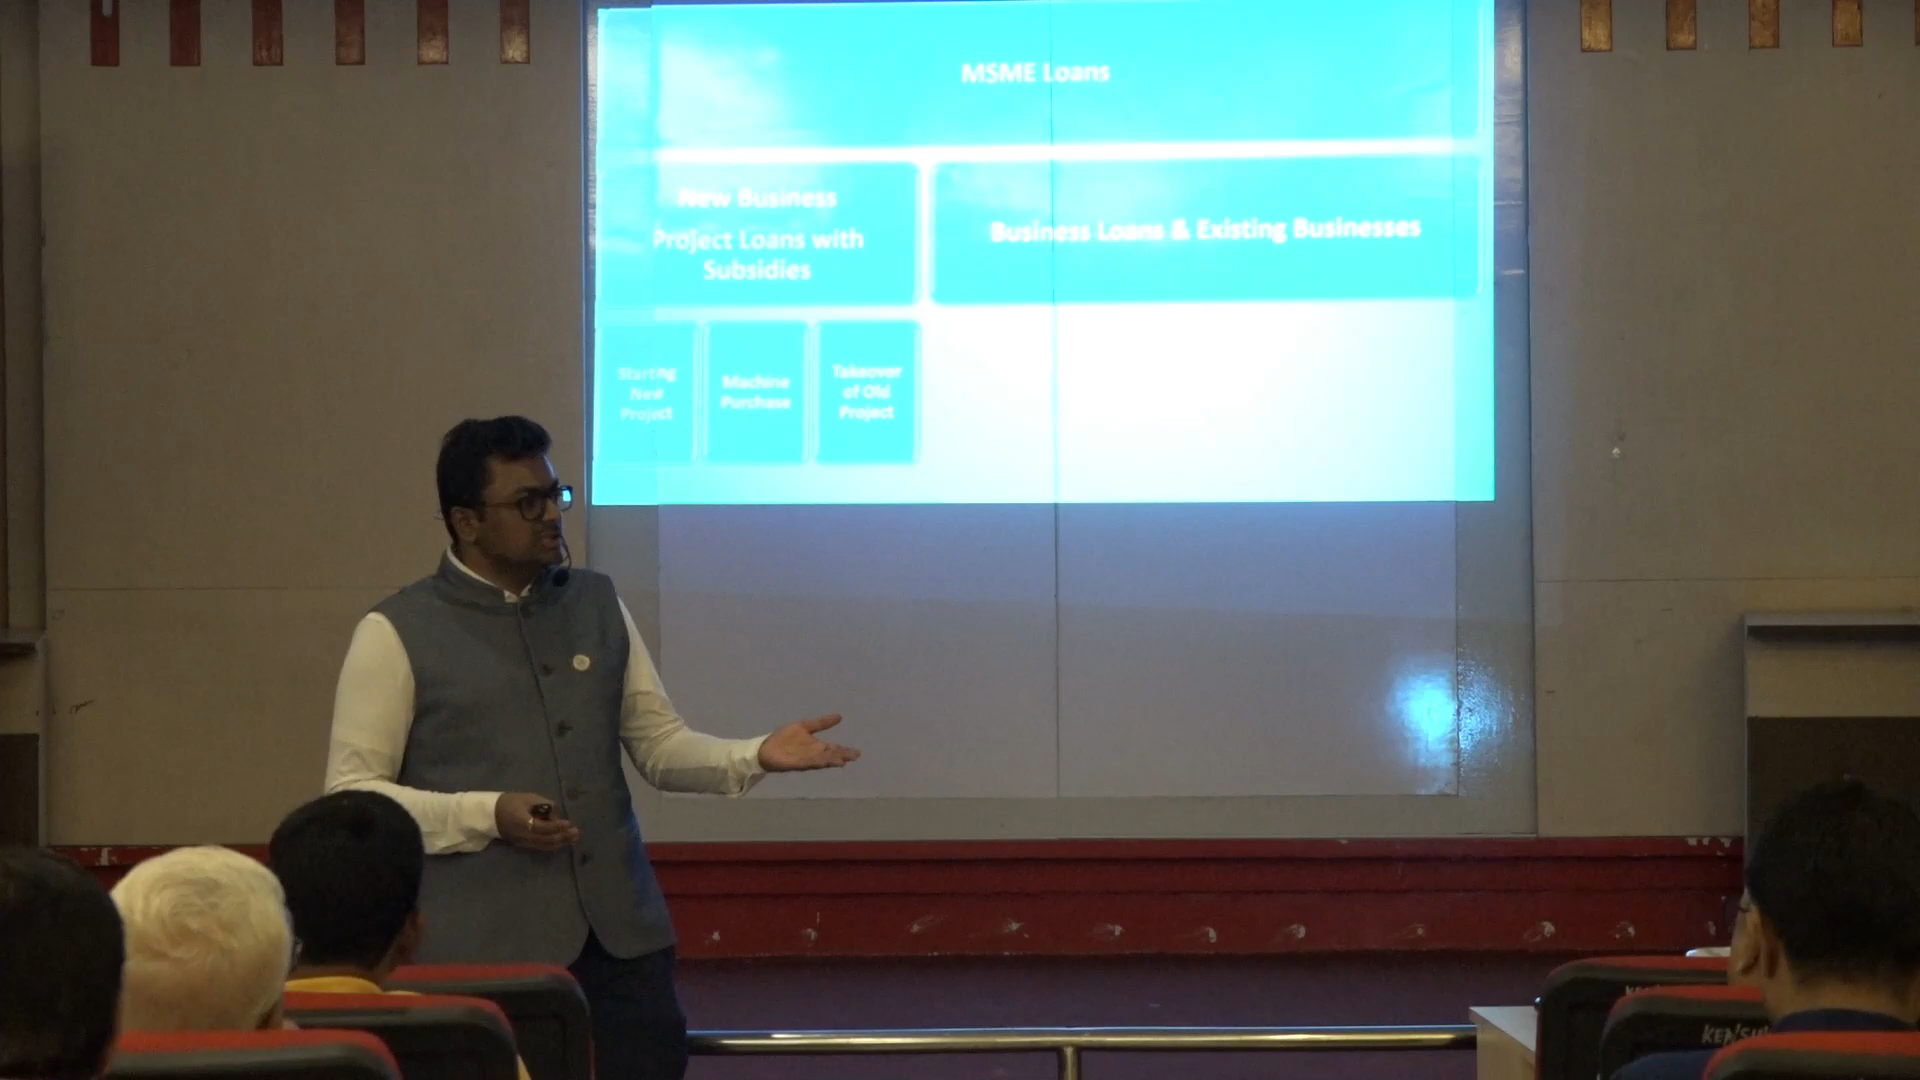 MSME Loans
New Business
Project Loans with
Subsidies
Business Loans & Existing Businesses
Starting
New
Project
Machine
Purchase
Takeover
of Old
Project